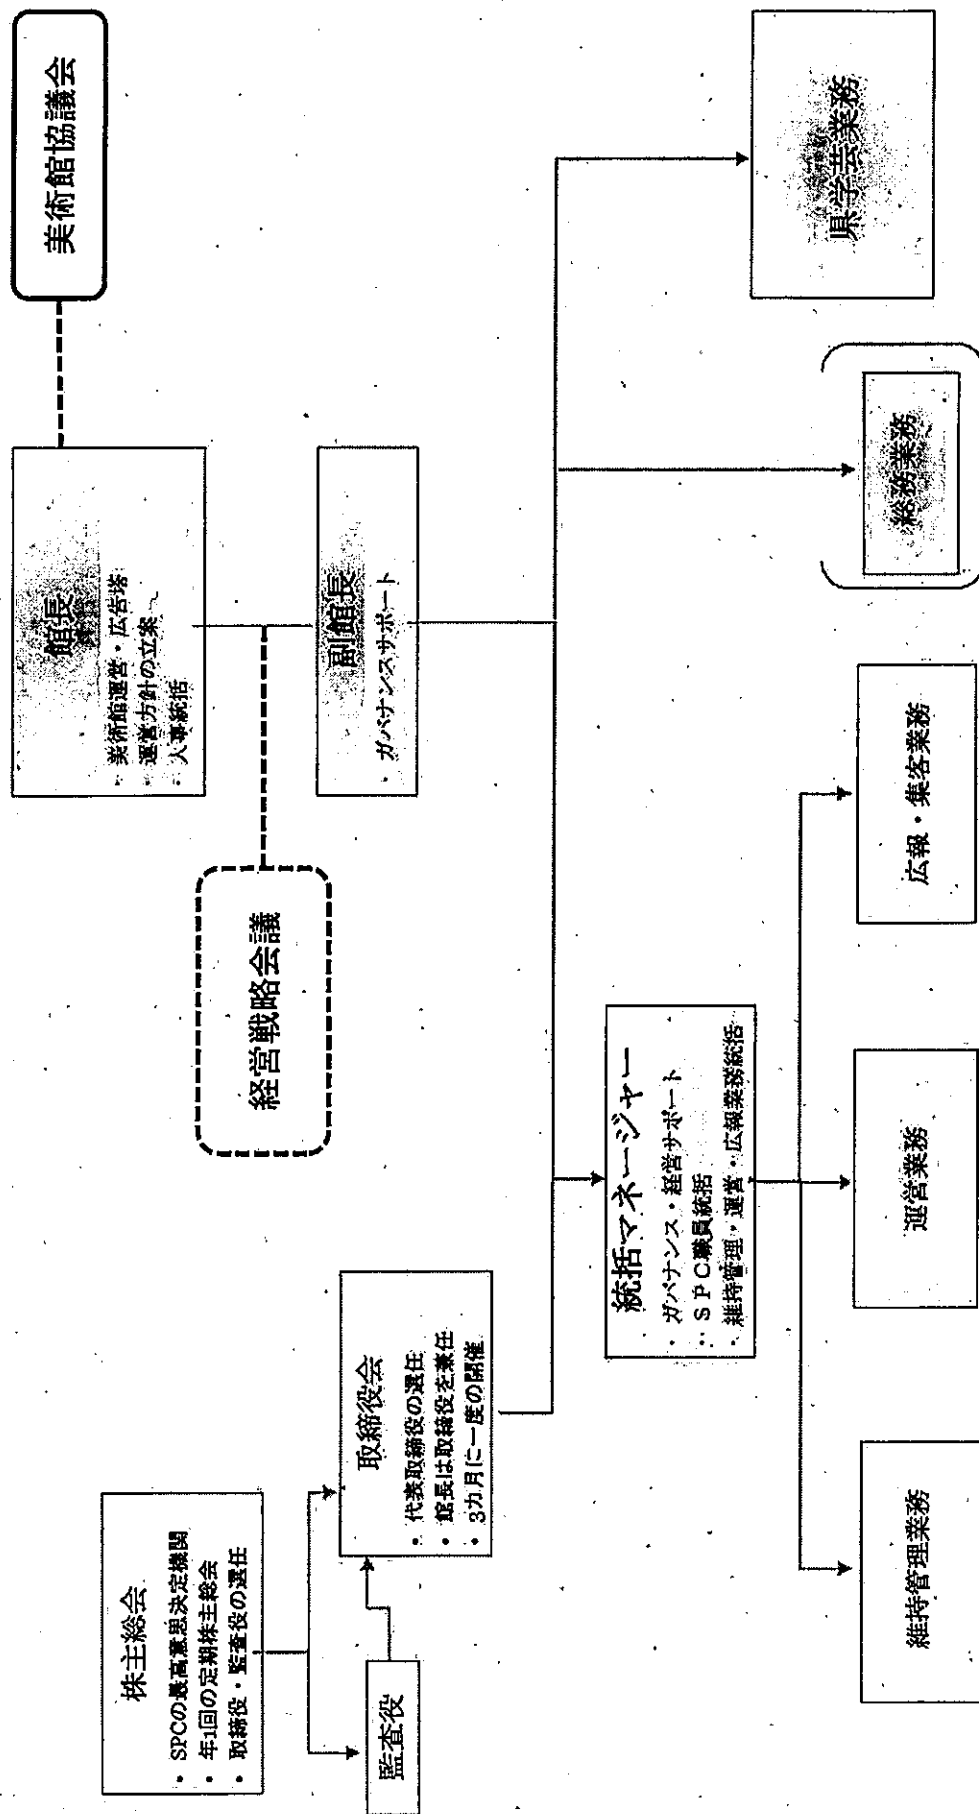 株主総会
・SPCの最高意思決定機関
・年1回の定期株主総会
・取締役・監査役の選任
監査役
取締役会
・代表取締役の選任
・館長は取締役を兼任
・3カ月に一度の開催
経営戦略会議
館長
・美術館運営・広告塔
・運営方針の立案
・人事統括
美術館協議会
副館長
・ガバナンスサポート
統括マネージャー
・ガバナンス・経営サポート
・SPC職員統括
・維持管理・運営・広報業務統括
維持管理業務
運営業務
広報・集客業務
総務業務
県学芸業務